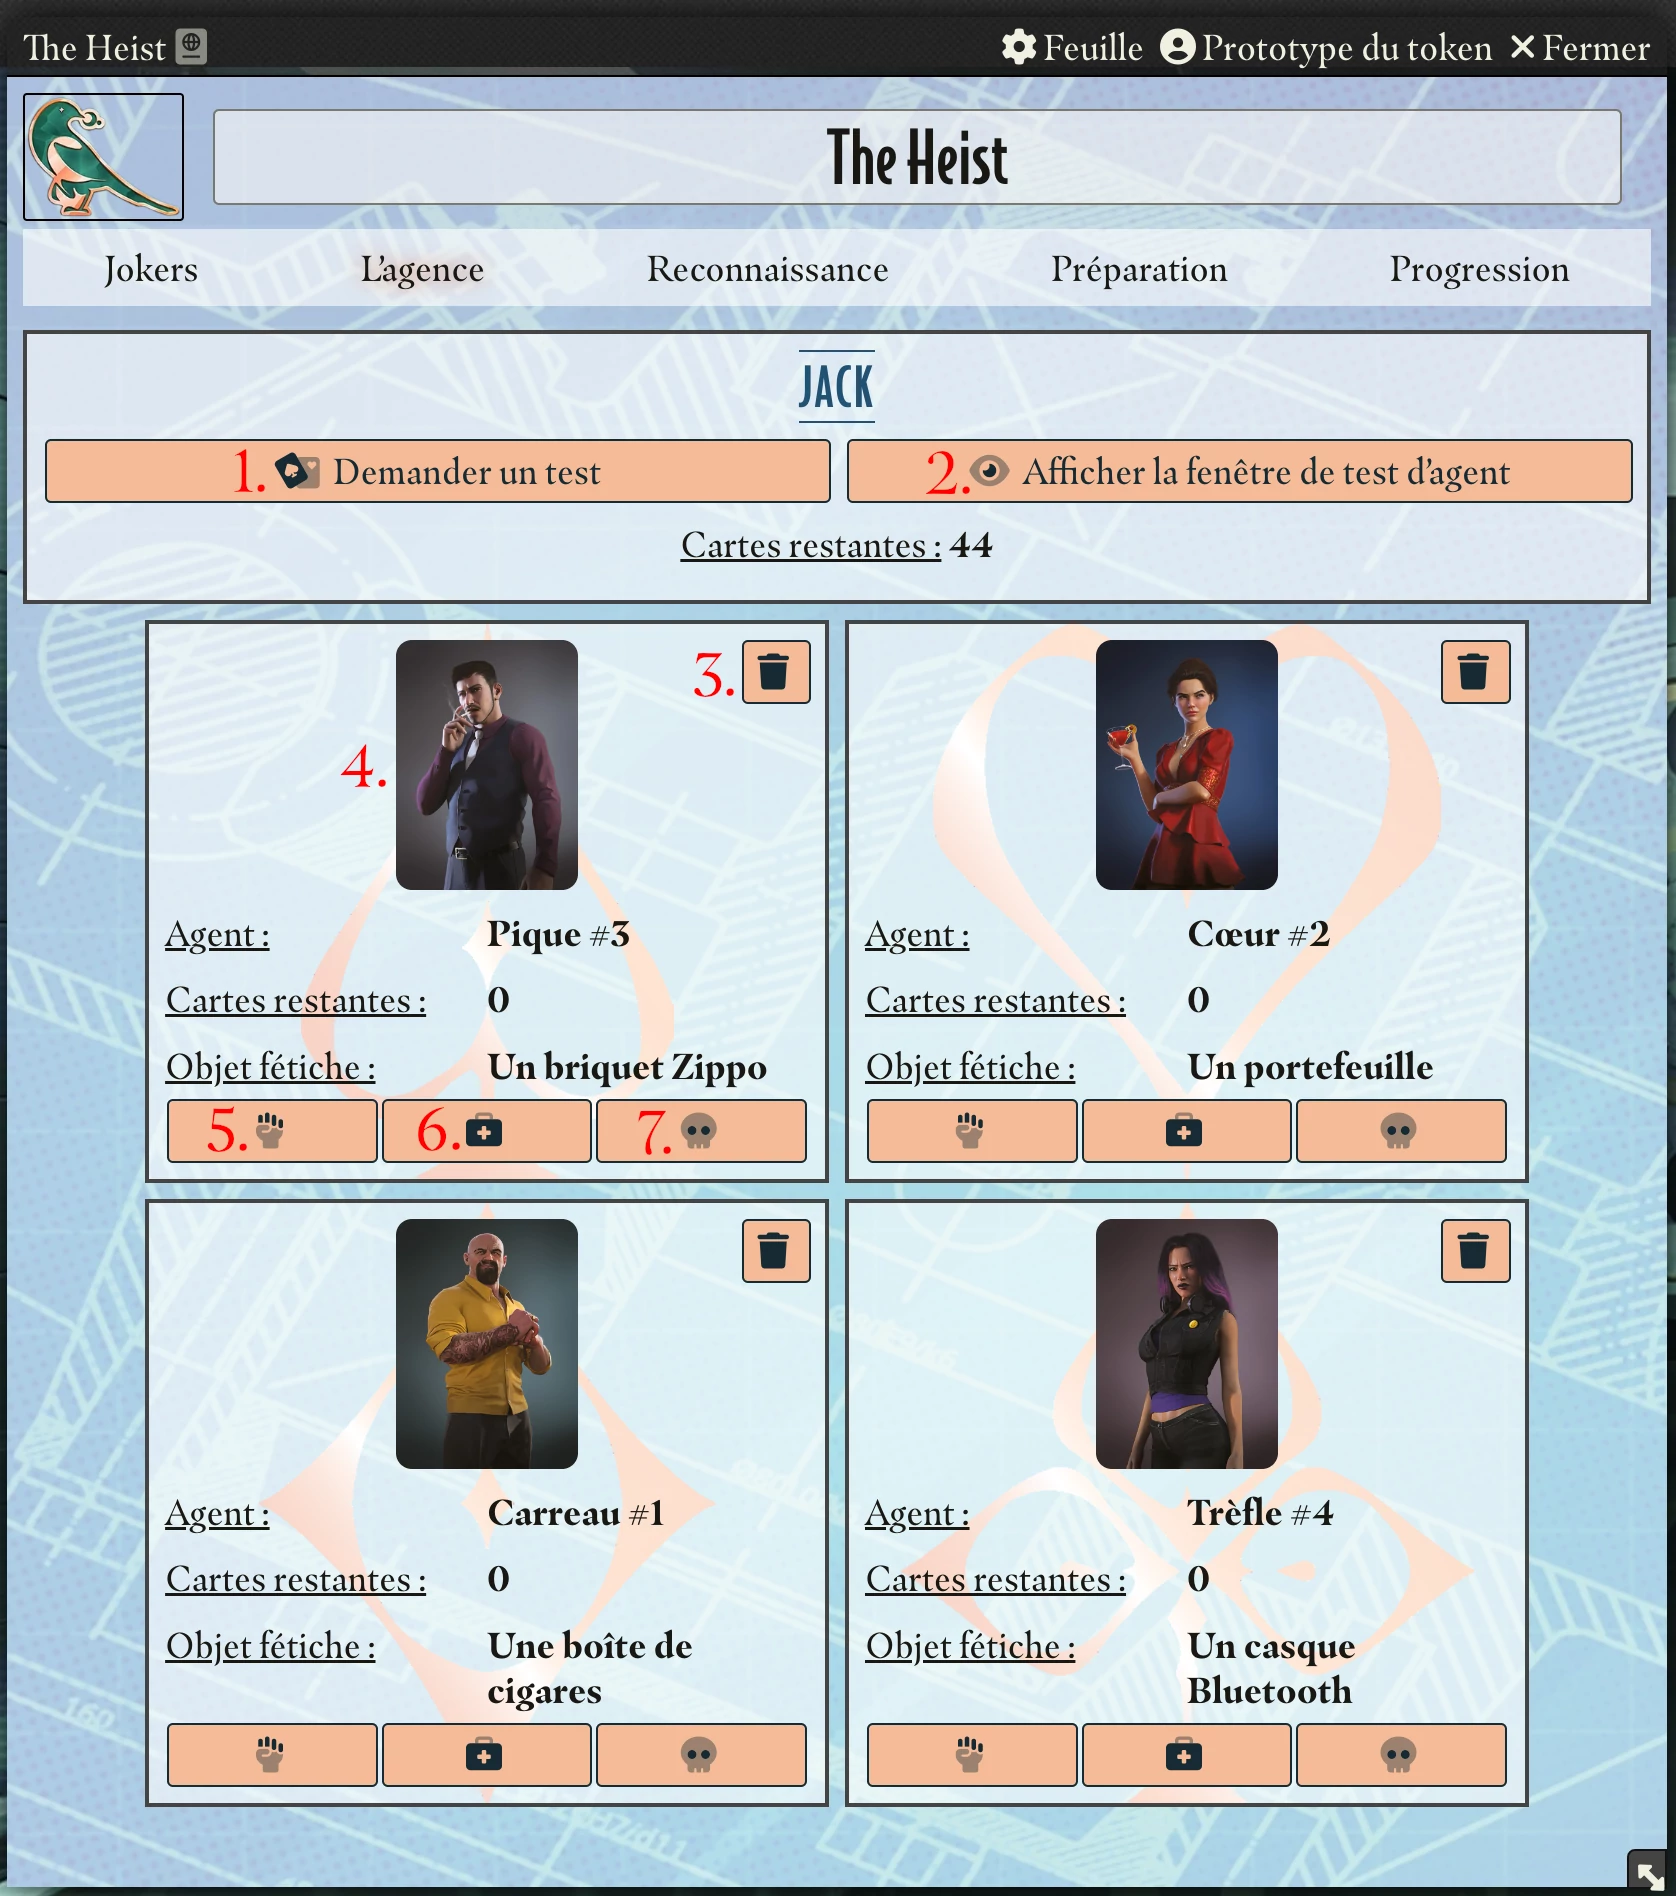 The Heist
Feuille Prototype du token Fermer
The Heist
Jokers L'agence Reconnaissance Préparation Progression
JACK
1. Demander un test
2. Afficher la fenêtre de test d'agent
Cartes restantes : 44
3.
4.
Agent : Pique #3
Cartes restantes : 0
Objet fétiche : Un briquet Zippo
5. 6. 7.
Agent : Cœur #2
Cartes restantes : 0
Objet fétiche : Un portefeuille
Agent : Carreau #1
Cartes restantes : 0
Objet fétiche : Une boîte de
cigares
Agent : Trèfle #4
Cartes restantes : 0
Objet fétiche : Un casque
Bluetooth
160